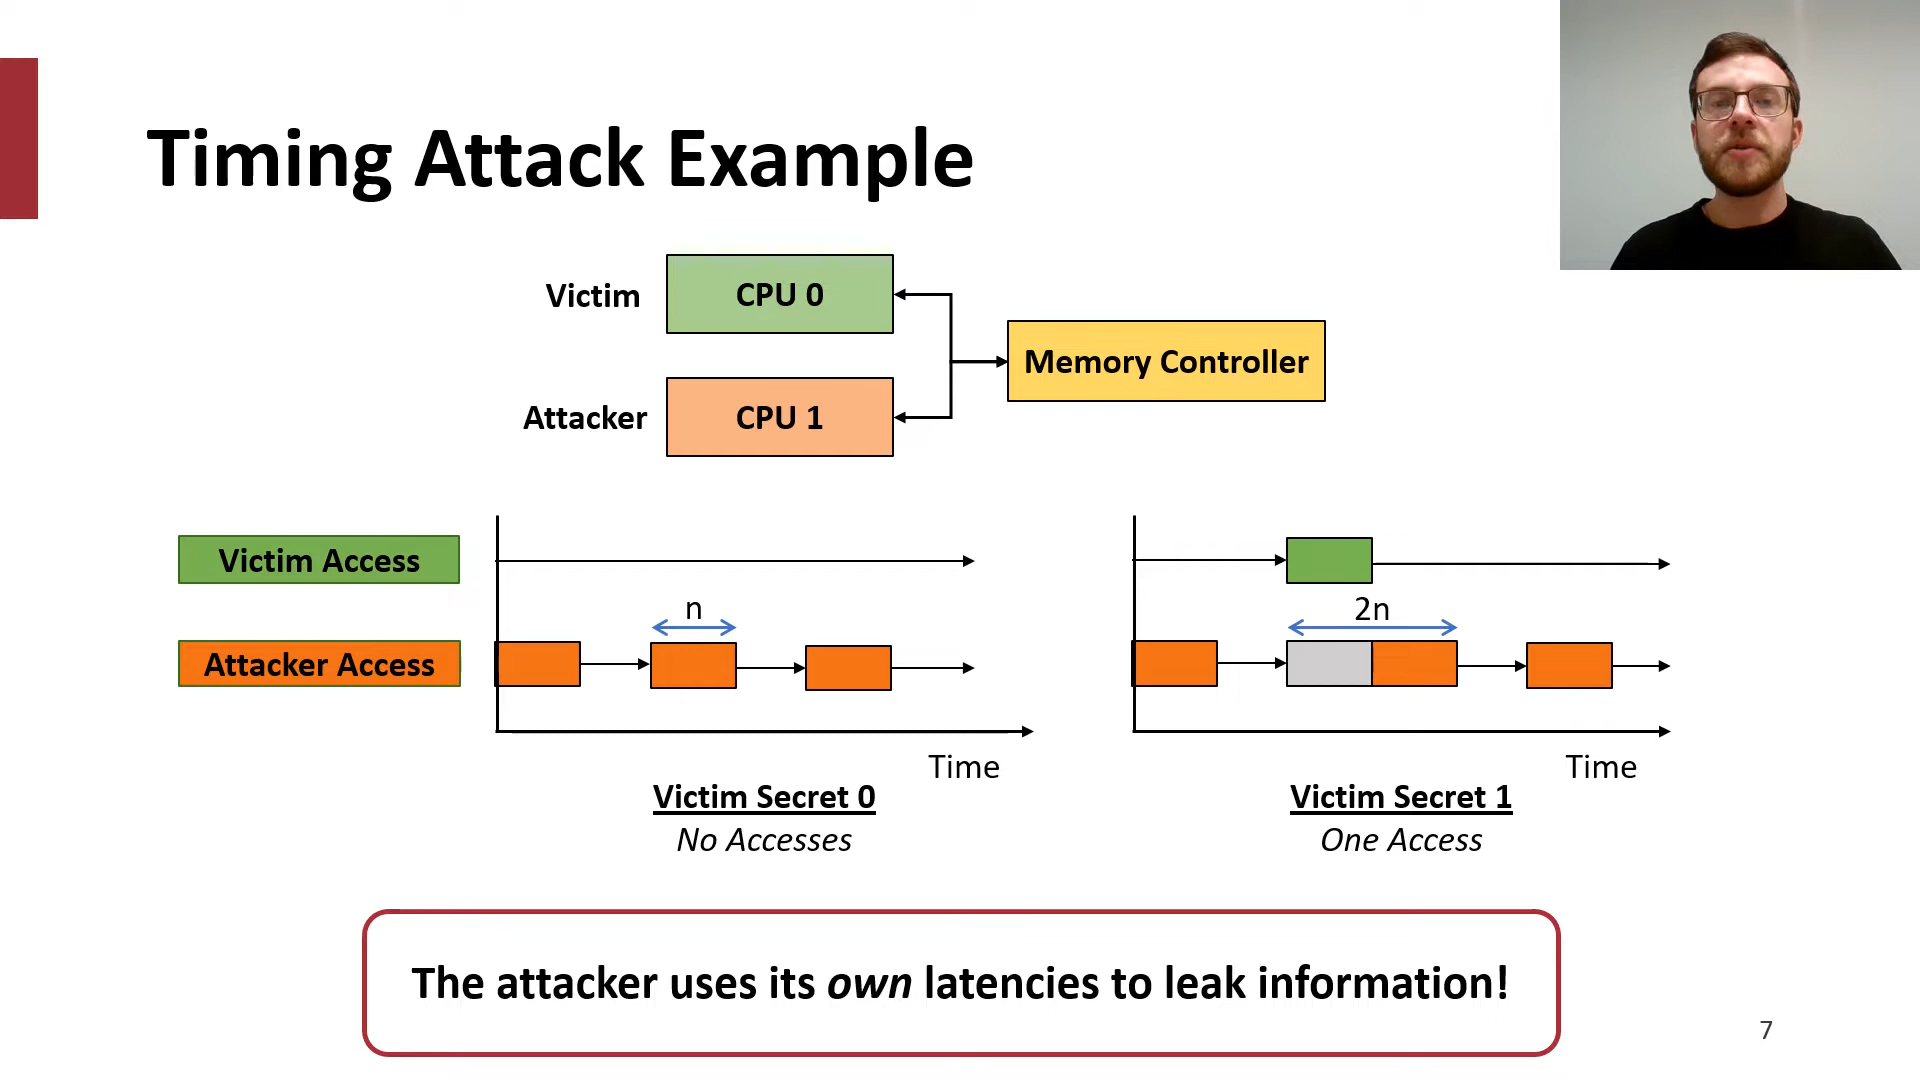 Timing Attack Example
Victim
CPU 0
Memory Controller
Attacker
CPU 1
Victim Access
n
2n
Attacker Access
Time
Time
Victim Secret 0
No Accesses
Victim Secret 1
One Access
The attacker uses its own latencies to leak information!
7